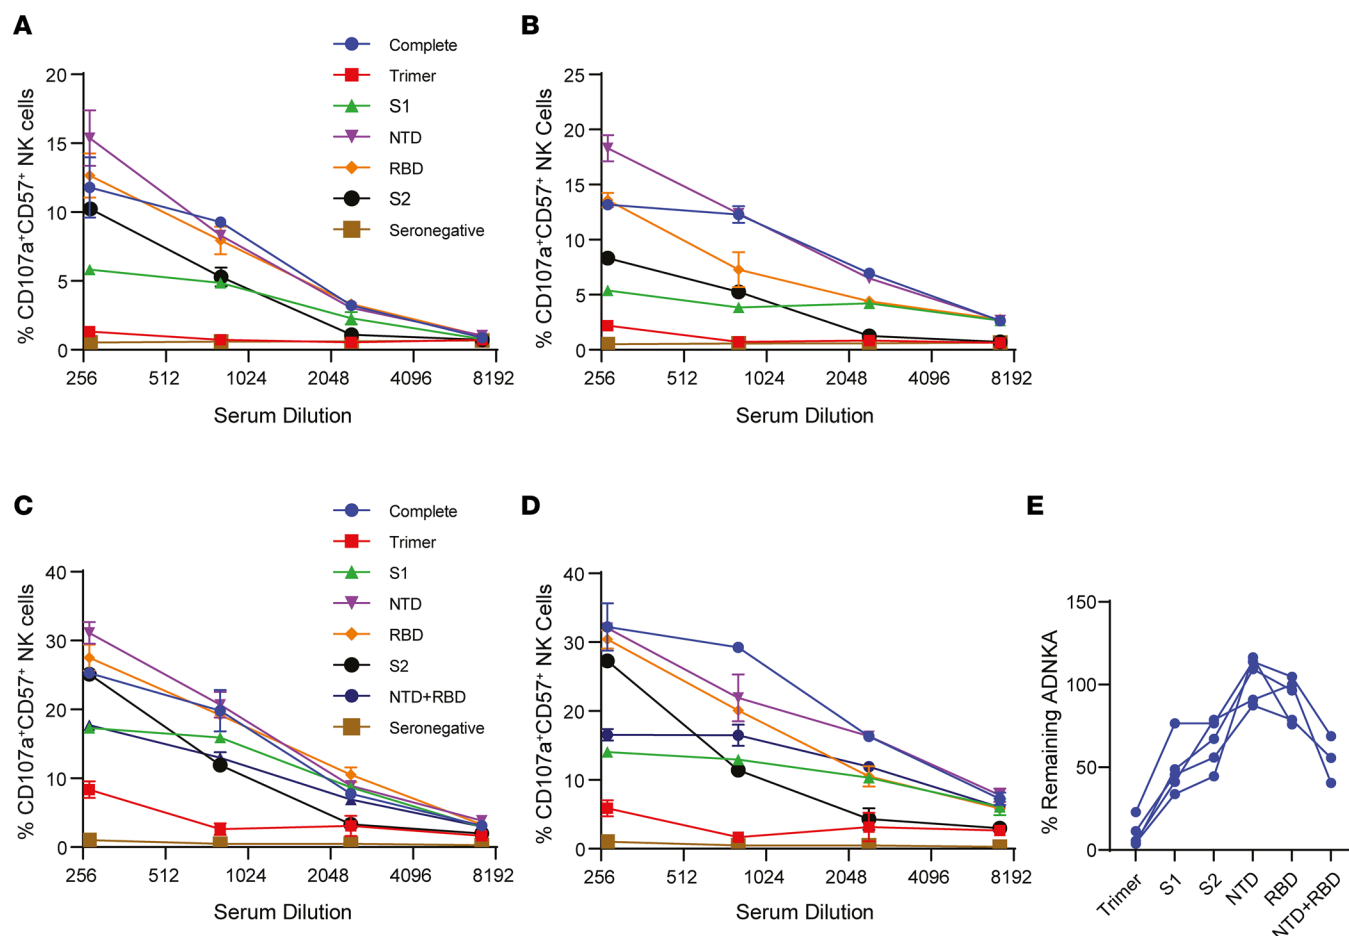 A
% CD107a⁺CD57⁺ NK cells
20
15
10
5
0
256 512 1024 2048 4096 8192
Serum Dilution
Complete
Trimer
S1
NTD
RBD
S2
Seronegative
B
% CD107a⁺CD57⁺ NK Cells
25
20
15
10
5
0
256 512 1024 2048 4096 8192
Serum Dilution
C
% CD107a⁺CD57⁺ NK cells
40
30
20
10
0
256 512 1024 2048 4096 8192
Serum Dilution
Complete
Trimer
S1
NTD
RBD
S2
NTD+RBD
Seronegative
D
% CD107a⁺CD57⁺ NK Cells
40
30
20
10
0
256 512 1024 2048 4096 8192
Serum Dilution
E
% Remaining ADNKA
150
100
50
0
Trimer
S1
S2
NTD
RBD
NTD+RBD